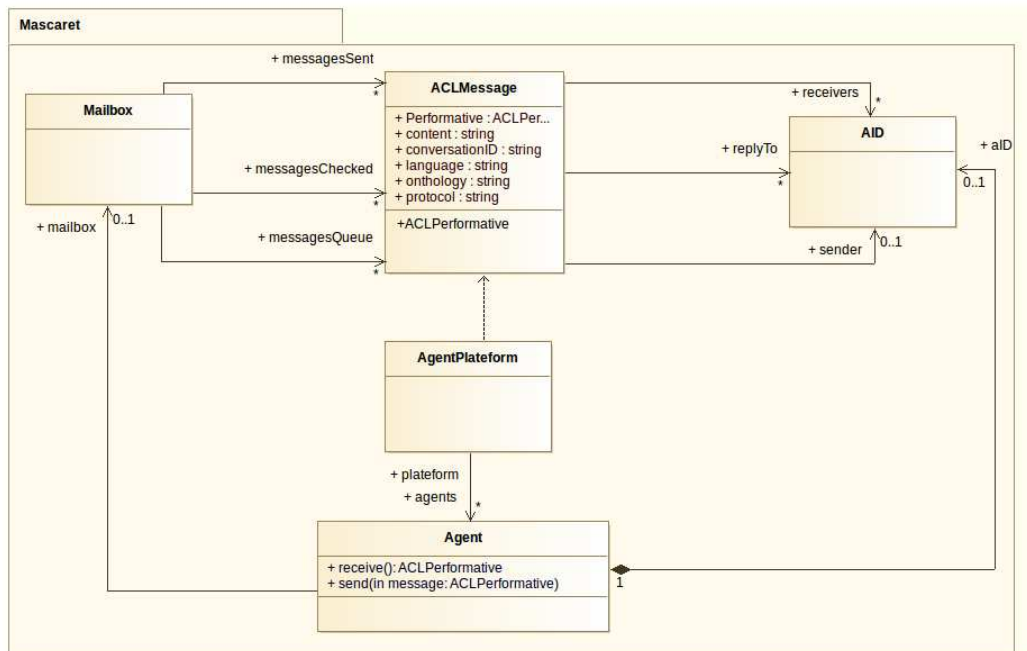 Mascaret
+ messagesSent
*
Mailbox
+ messagesChecked
*
+ messagesQueue
*
+ mailbox
0..1
ACLMessage
+ Performative : ACLPer...
+ content : string
+ conversationID : string
+ language : string
+ onthology : string
+ protocol : string
+ACLPerformative
+ receivers
*
+ replyTo
*
+ sender
0..1
AID
+ aID
0..1
AgentPlateform
+ plateform
+ agents
*
Agent
+ receive(): ACLPerformative
+ send(in message: ACLPerformative)
1